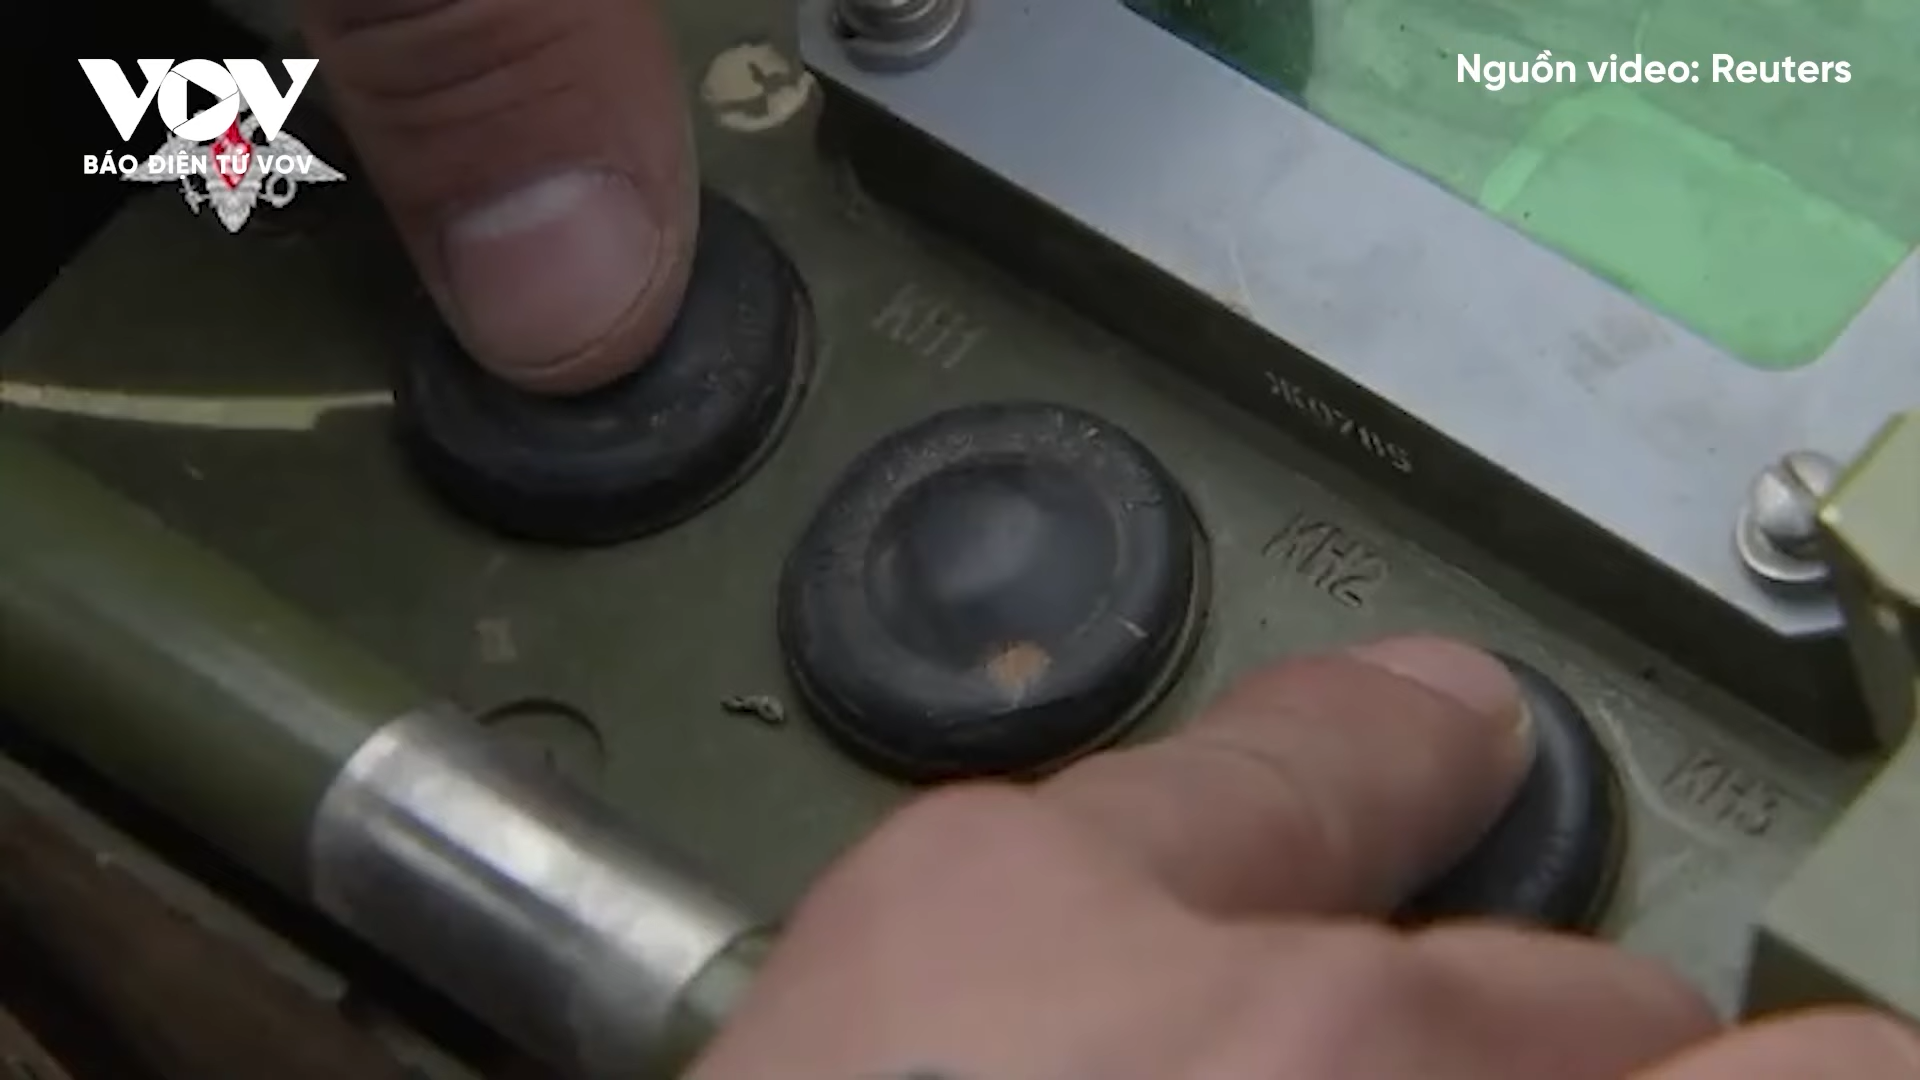 VOV
BÁO ĐIỆN TỬ VOV
Nguồn video: Reuters
КН1
КН2
КН3